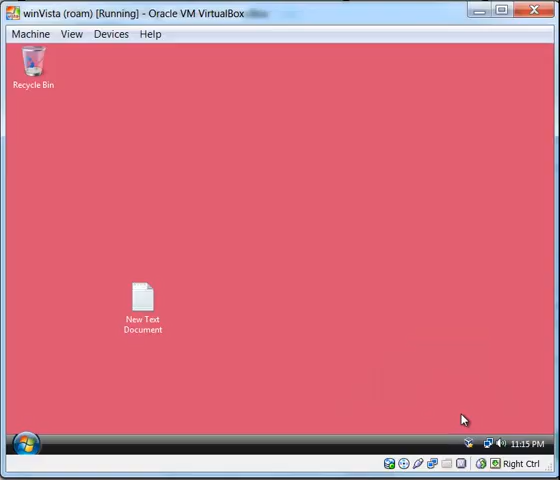 winVista (roam) [Running] - Oracle VM VirtualBox
Machine View Devices Help
Recycle Bin
New Text
Document
11:15 PM
Right Ctrl